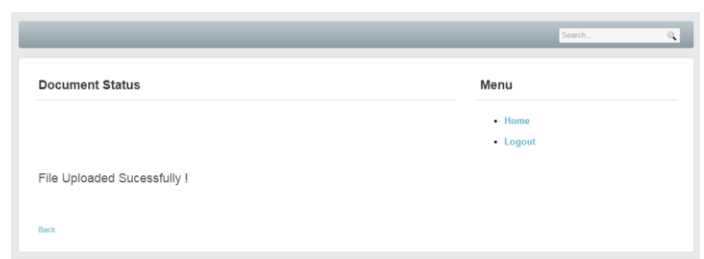 Search...
Document Status
Menu
Home
Logout
File Uploaded Sucessfully !
Back